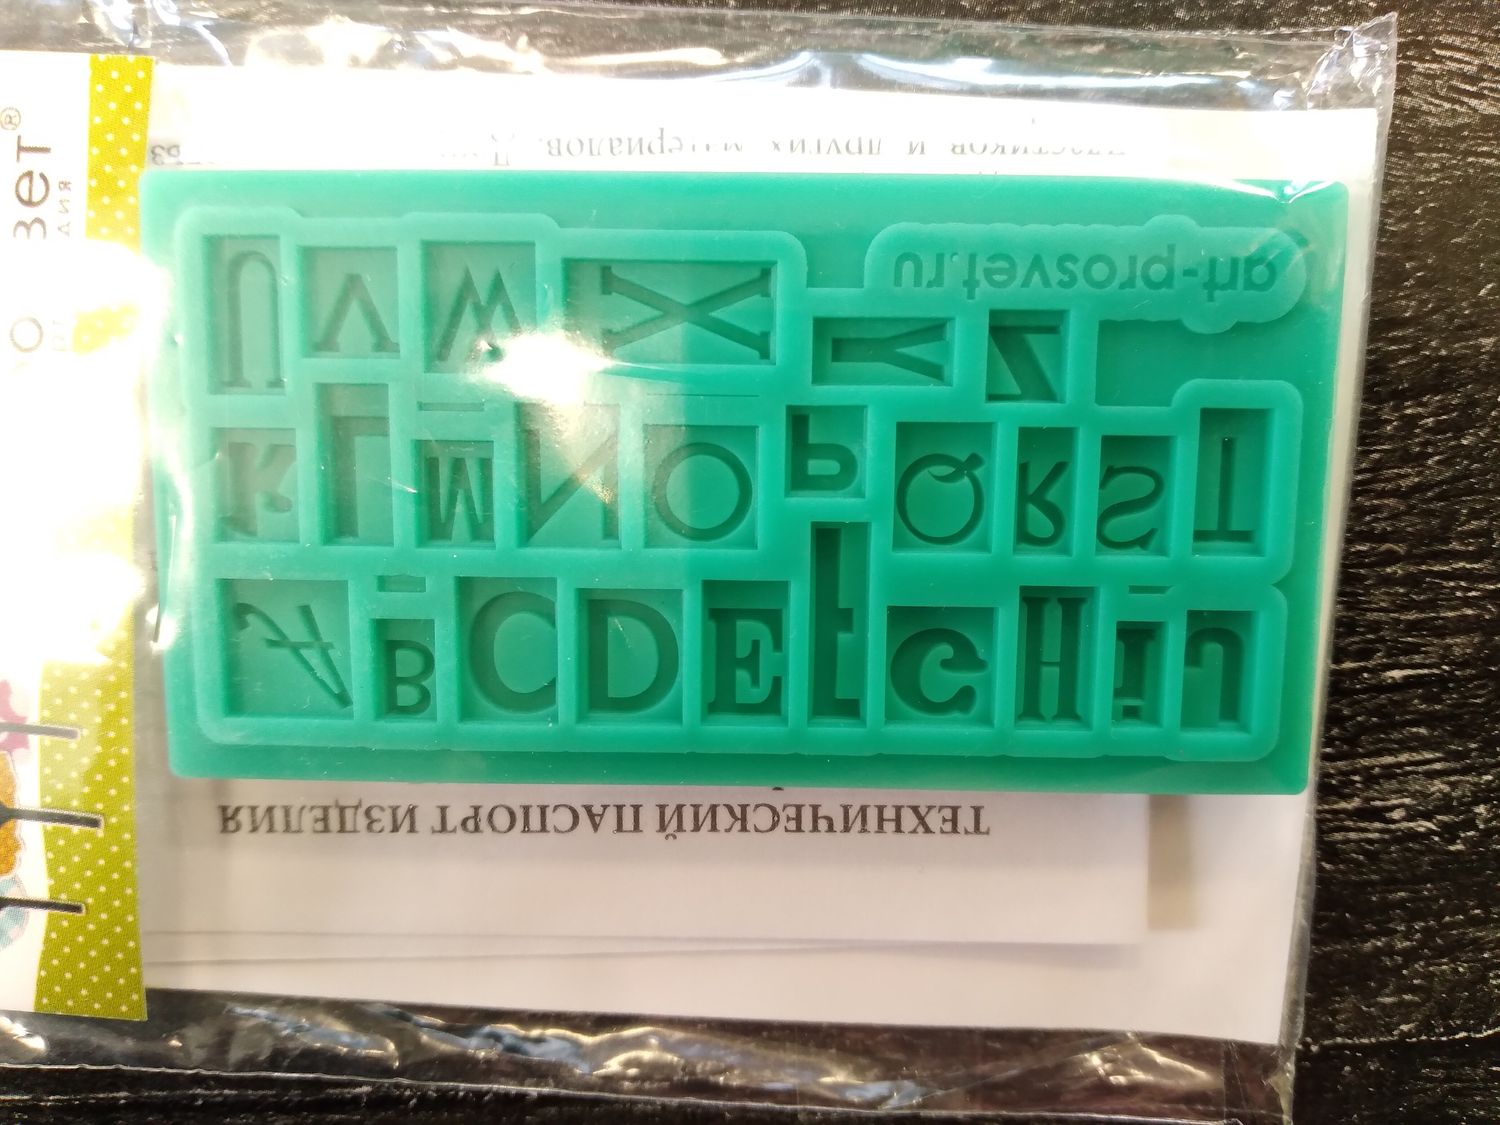 пластиков и других материалов.
art-prosvet.ru
U V W X Y Z
K L M N O P Q R S T
A B C D E f G H i J
ТЕХНИЧЕСКИЙ ПАСПОРТ ИЗДЕЛИЯ